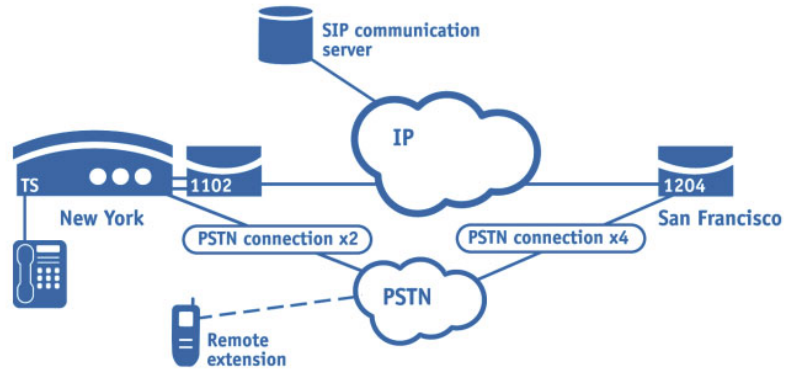 SIP communication
server
IP
TS
1102
1204
New York
San Francisco
PSTN connection x2
PSTN connection x4
PSTN
Remote
extension